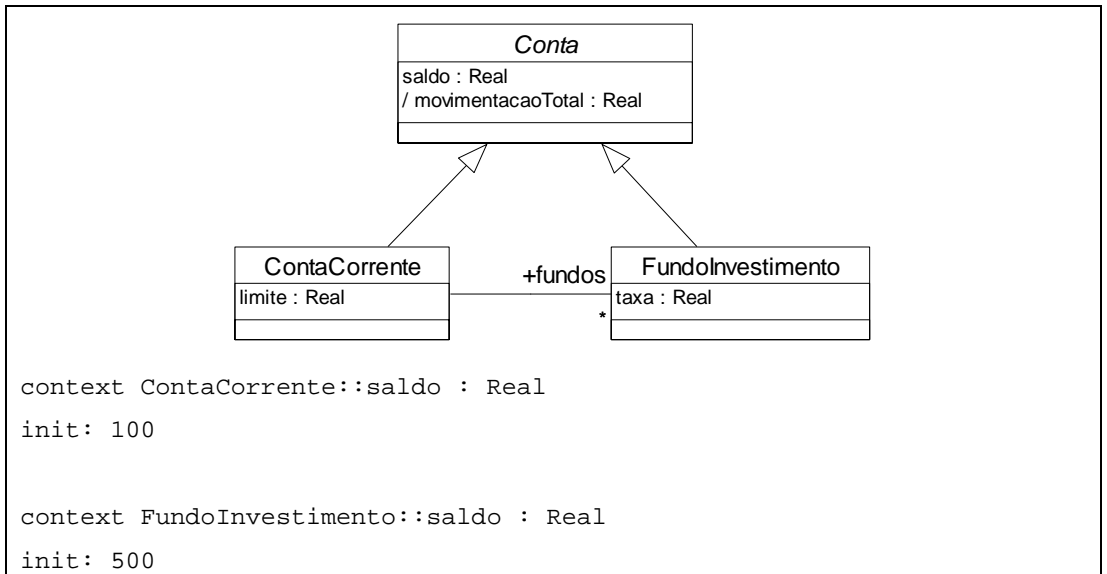 Conta
saldo : Real
/ movimentacaoTotal : Real
ContaCorrente
limite : Real
+fundos
*
FundoInvestimento
taxa : Real
context ContaCorrente::saldo : Real
init: 100
context FundoInvestimento::saldo : Real
init: 500